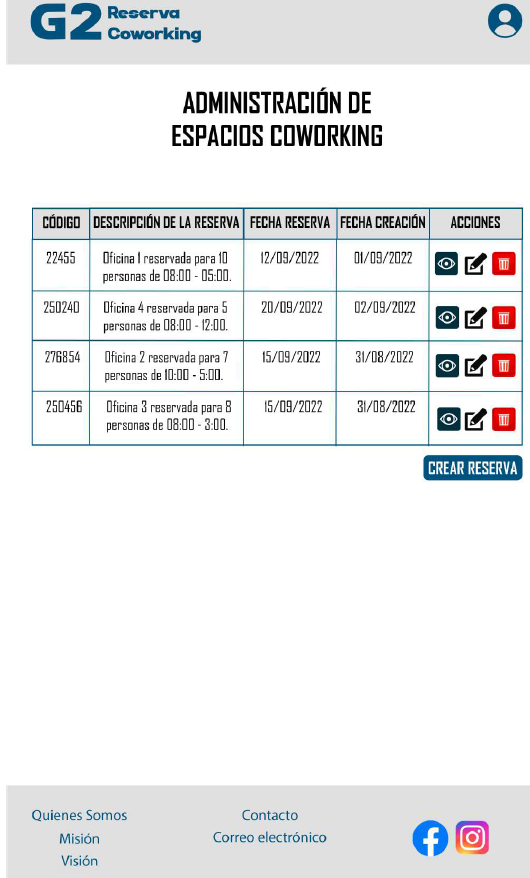 G2 Reserva
Coworking
ADMINISTRACIÓN DE
ESPACIOS COWORKING
CÓDIGO DESCRIPCIÓN DE LA RESERVA FECHA RESERVA FECHA CREACIÓN ACCIONES
22455 Oficina 1 reservada para 10 12/09/2022 01/09/2022
personas de 08:00 - 05:00.
250240 Oficina 4 reservada para 5 20/09/2022 02/09/2022
personas de 08:00 - 12:00.
276854 Oficina 2 reservada para 7 15/09/2022 31/08/2022
personas de 10:00 - 5:00.
250456 Oficina 3 reservada para 8 15/09/2022 31/08/2022
personas de 08:00 - 3:00.
CREAR RESERVA
Quienes Somos Contacto
Misión Correo electrónico
Visión